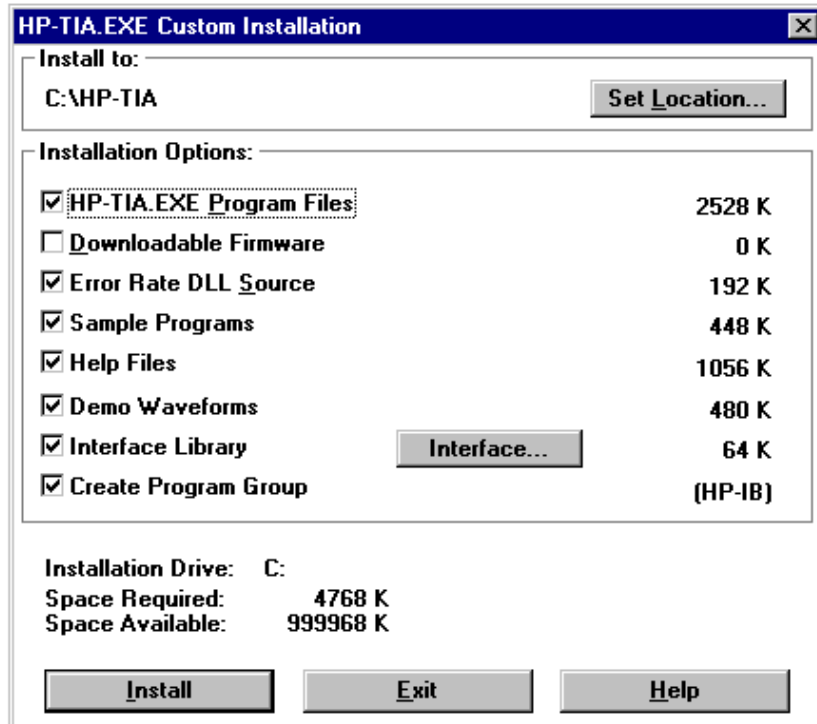 HP-TIA.EXE Custom Installation
Install to:
C:\HP-TIA
Set Location...
Installation Options:
HP-TIA.EXE Program Files 2528 K
Downloadable Firmware 0 K
Error Rate DLL Source 192 K
Sample Programs 448 K
Help Files 1056 K
Demo Waveforms 480 K
Interface Library Interface... 64 K
Create Program Group (HP-IB)
Installation Drive: C:
Space Required: 4768 K
Space Available: 999968 K
Install Exit Help